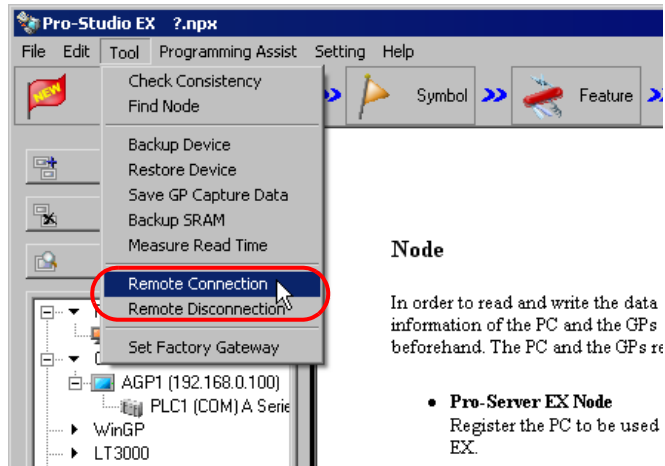 Pro-Studio EX ?.npx
File Edit Tool Programming Assist Setting Help
NEW
Symbol
Feature
Check Consistency
Find Node
Backup Device
Restore Device
Save GP Capture Data
Backup SRAM
Measure Read Time
Remote Connection
Remote Disconnection
Set Factory Gateway
AGP1 (192.168.0.100)
PLC1 (COM) A Serie
WinGP
LT3000
Node
In order to read and write the data
information of the PC and the GPs
beforehand. The PC and the GPs re
• Pro-Server EX Node
Register the PC to be used
EX.